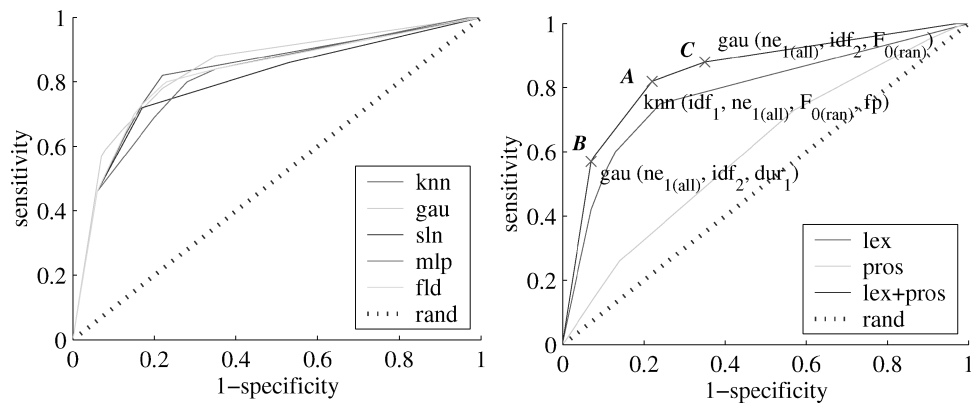 1
0.8
0.6
0.4
0.2
0
0
0.2
0.4
0.6
0.8
1
sensitivity
1−specificity
knn
gau
sln
mlp
fld
rand
1
0.8
0.6
0.4
0.2
0
0
0.2
0.4
0.6
0.8
1
sensitivity
1−specificity
C
gau (ne1(all), idf2, F0(ran))
A
knn (idf1, ne1(all), F0(ran), fp)
B
gau (ne1(all), idf2, dur1)
lex
pros
lex+pros
rand